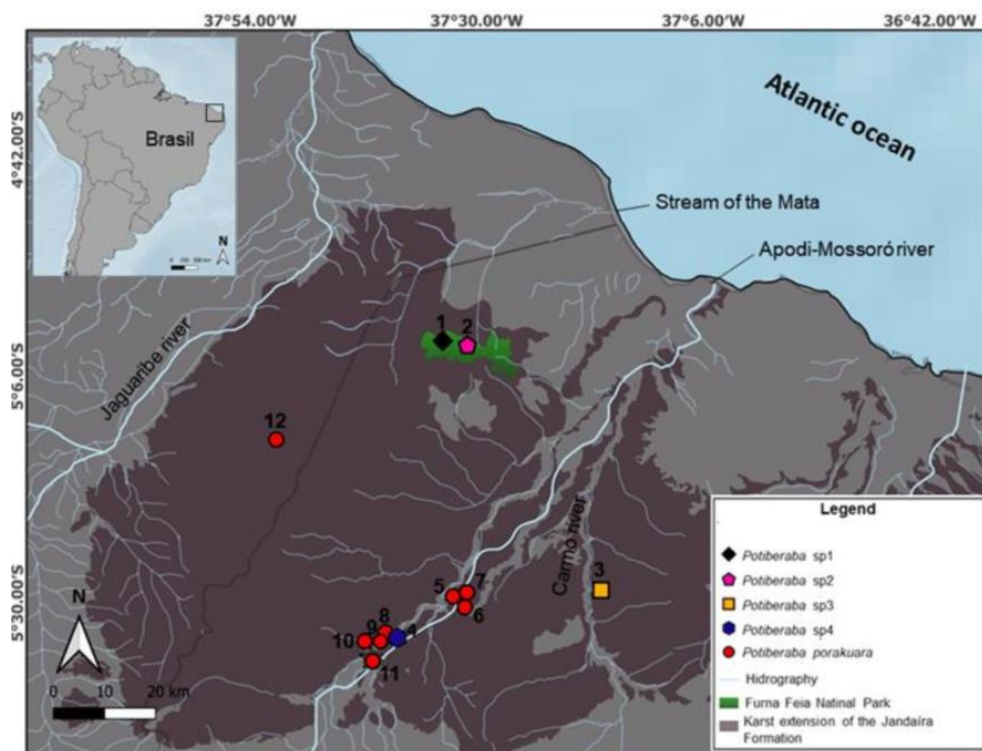 37°54.00'W 37°30.00'W 37°6.00'W 36°42.00'W
4°42.00'S
5°6.00'S
5°30.00'S
Brasil
N
Atlantic ocean
Stream of the Mata
Apodi-Mossoró river
Jaguaribe river
Carmo river
1
2
12
3
7
5
6
8
4
9
10
11
N
0 10 20 km
Legend
Potiberaba sp1
Potiberaba sp2
Potiberaba sp3
Potiberaba sp4
Potiberaba porakuara
Hidrography
Furna Feia Natinal Park
Karst extension of the Jandaíra
Formation